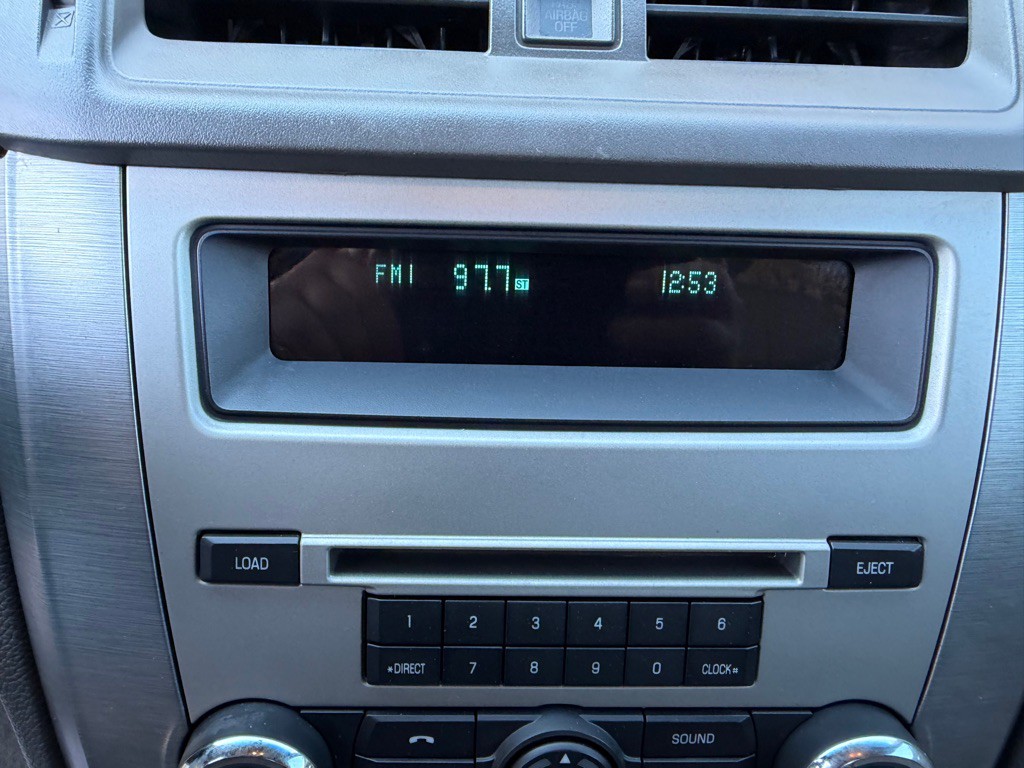 AIRBAG
OFF
FM1 97.7 ST 12:53
LOAD
EJECT
1 2 3 4 5 6
*DIRECT 7 8 9 0 CLOCK#
SOUND